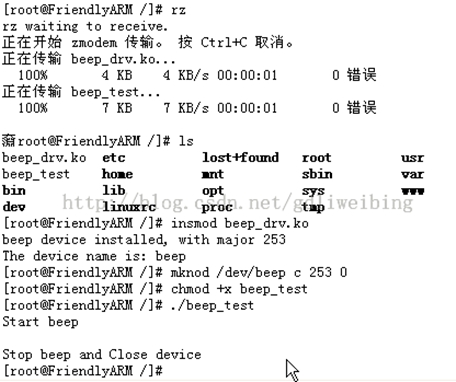 [root@FriendlyARM /]# rz
rz waiting to receive.
正在开始 zmodem 传输。 按 Ctrl+C 取消。
正在传输 beep_drv.ko...
100% 4 KB 4 KB/s 00:00:01 0 错误
正在传输 beep_test...
100% 7 KB 7 KB/s 00:00:01 0 错误
root@FriendlyARM /]# ls
beep_drv.ko etc lost+found root usr
beep_test home mnt sbin var
bin lib opt sys www
http://blog.csdn.net/gdliweibing
dev linuxrc proc tmp
[root@FriendlyARM /]# insmod beep_drv.ko
beep device installed, with major 253
The device name is: beep
[root@FriendlyARM /]# mknod /dev/beep c 253 0
[root@FriendlyARM /]# chmod +x beep_test
[root@FriendlyARM /]# ./beep_test
Start beep
Stop beep and Close device
[root@FriendlyARM /]#